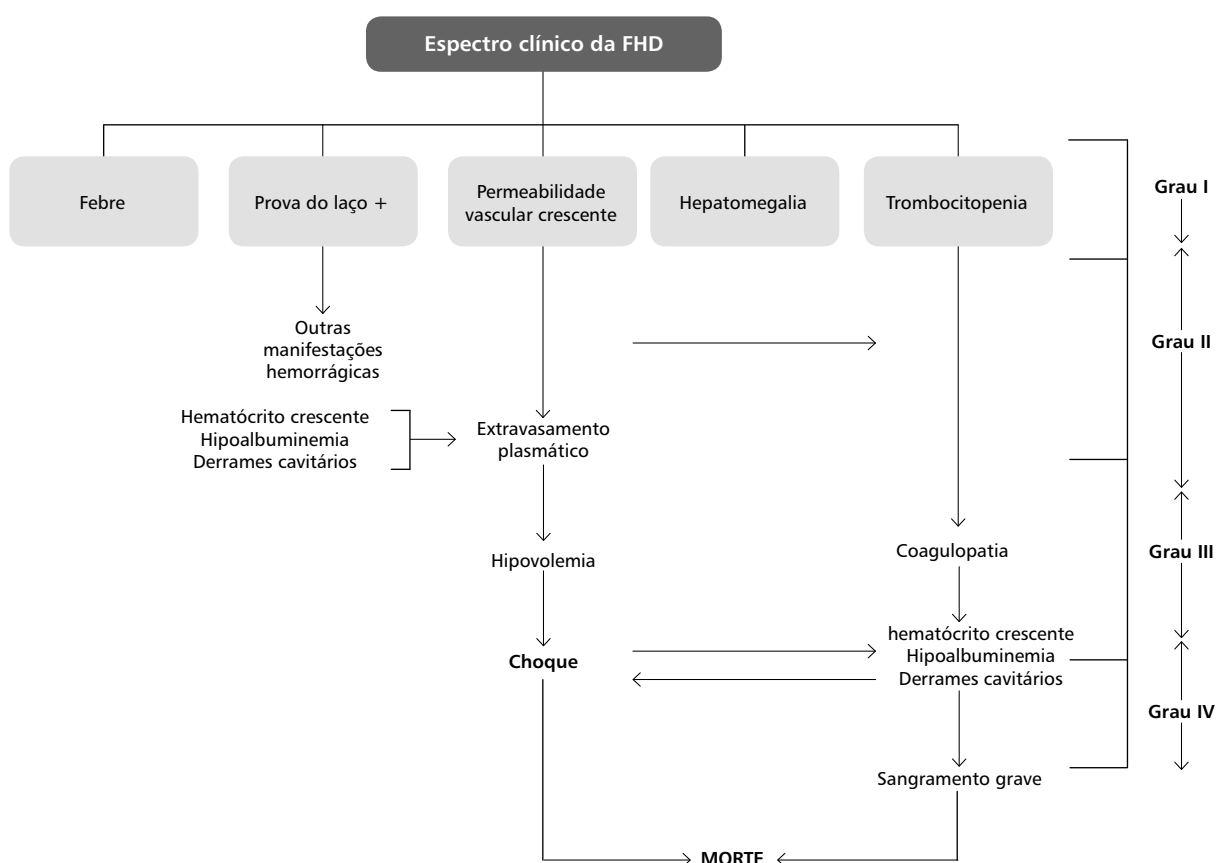 Espectro clínico da FHD
Febre
Prova do laço +
Permeabilidade
vascular crescente
Hepatomegalia
Trombocitopenia
Grau I
Outras
manifestações
hemorrágicas
Grau II
Hematócrito crescente
Hipoalbuminemia
Derrames cavitários
Extravasamento
plasmático
Hipovolemia
Coagulopatia
Grau III
Choque
hematócrito crescente
Hipoalbuminemia
Derrames cavitários
Grau IV
Sangramento grave
MORTE